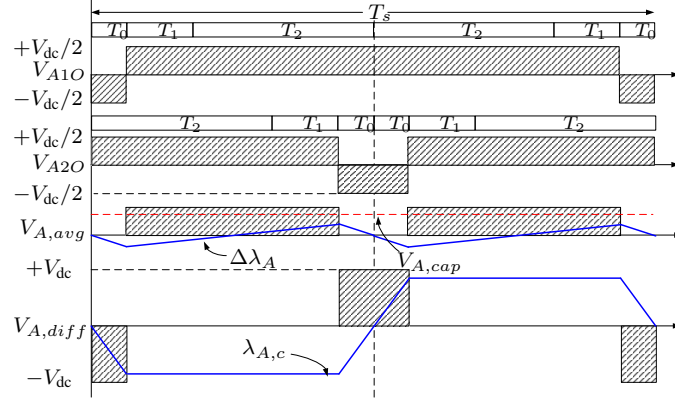 T_s
T_0 T_1 T_2 T_2 T_1 T_0
+V_dc/2
V_A1O
−V_dc/2
T_2 T_1 T_0 T_0 T_1 T_2
+V_dc/2
V_A2O
−V_dc/2
V_A,avg
Δλ_A V_A,cap
+V_dc
V_A,diff
λ_A,c
−V_dc